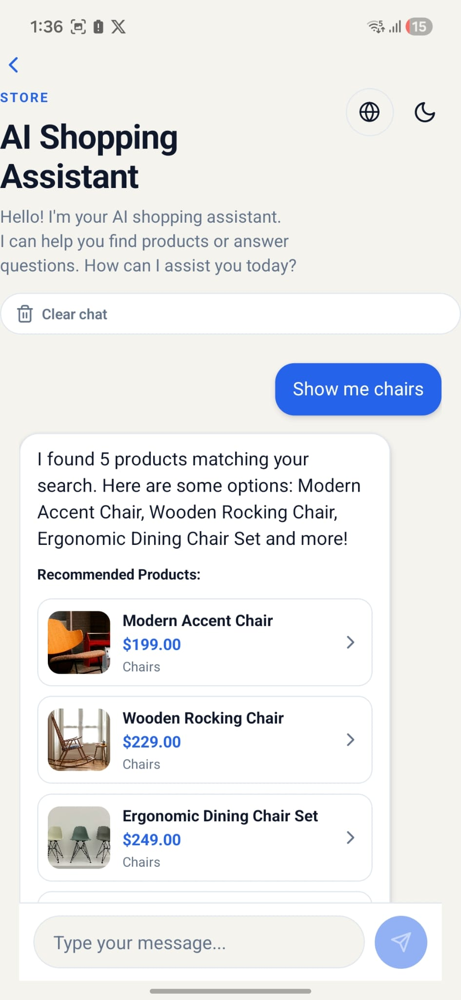 1:36
5
15
STORE
AI Shopping
Assistant
Hello! I'm your AI shopping assistant.
I can help you find products or answer
questions. How can I assist you today?
Clear chat
Show me chairs
I found 5 products matching your
search. Here are some options: Modern
Accent Chair, Wooden Rocking Chair,
Ergonomic Dining Chair Set and more!
Recommended Products:
Modern Accent Chair
$199.00
Chairs
Wooden Rocking Chair
$229.00
Chairs
Ergonomic Dining Chair Set
$249.00
Chairs
Type your message...